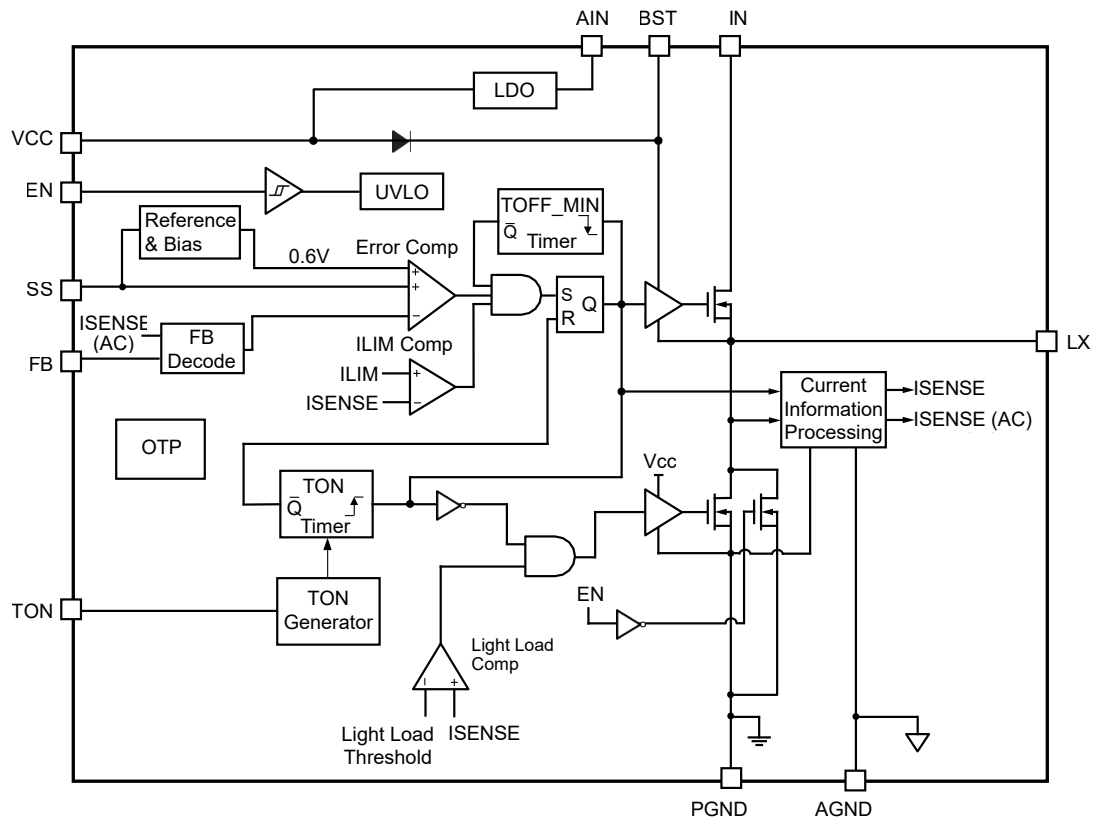 AIN
BST
IN
LDO
VCC
EN
UVLO
TOFF_MIN
Q̅
Timer
Reference
& Bias
0.6V
Error Comp
+
+
−
SS
S
Q
R
ISENSE
(AC)
FB
Decode
FB
ILIM Comp
ILIM
+
ISENSE
−
LX
Current
Information
Processing
ISENSE
ISENSE (AC)
OTP
Vcc
TON
Q̅
Timer
TON
TON
Generator
EN
Light Load
Comp
−
+
Light Load
Threshold
ISENSE
PGND
AGND